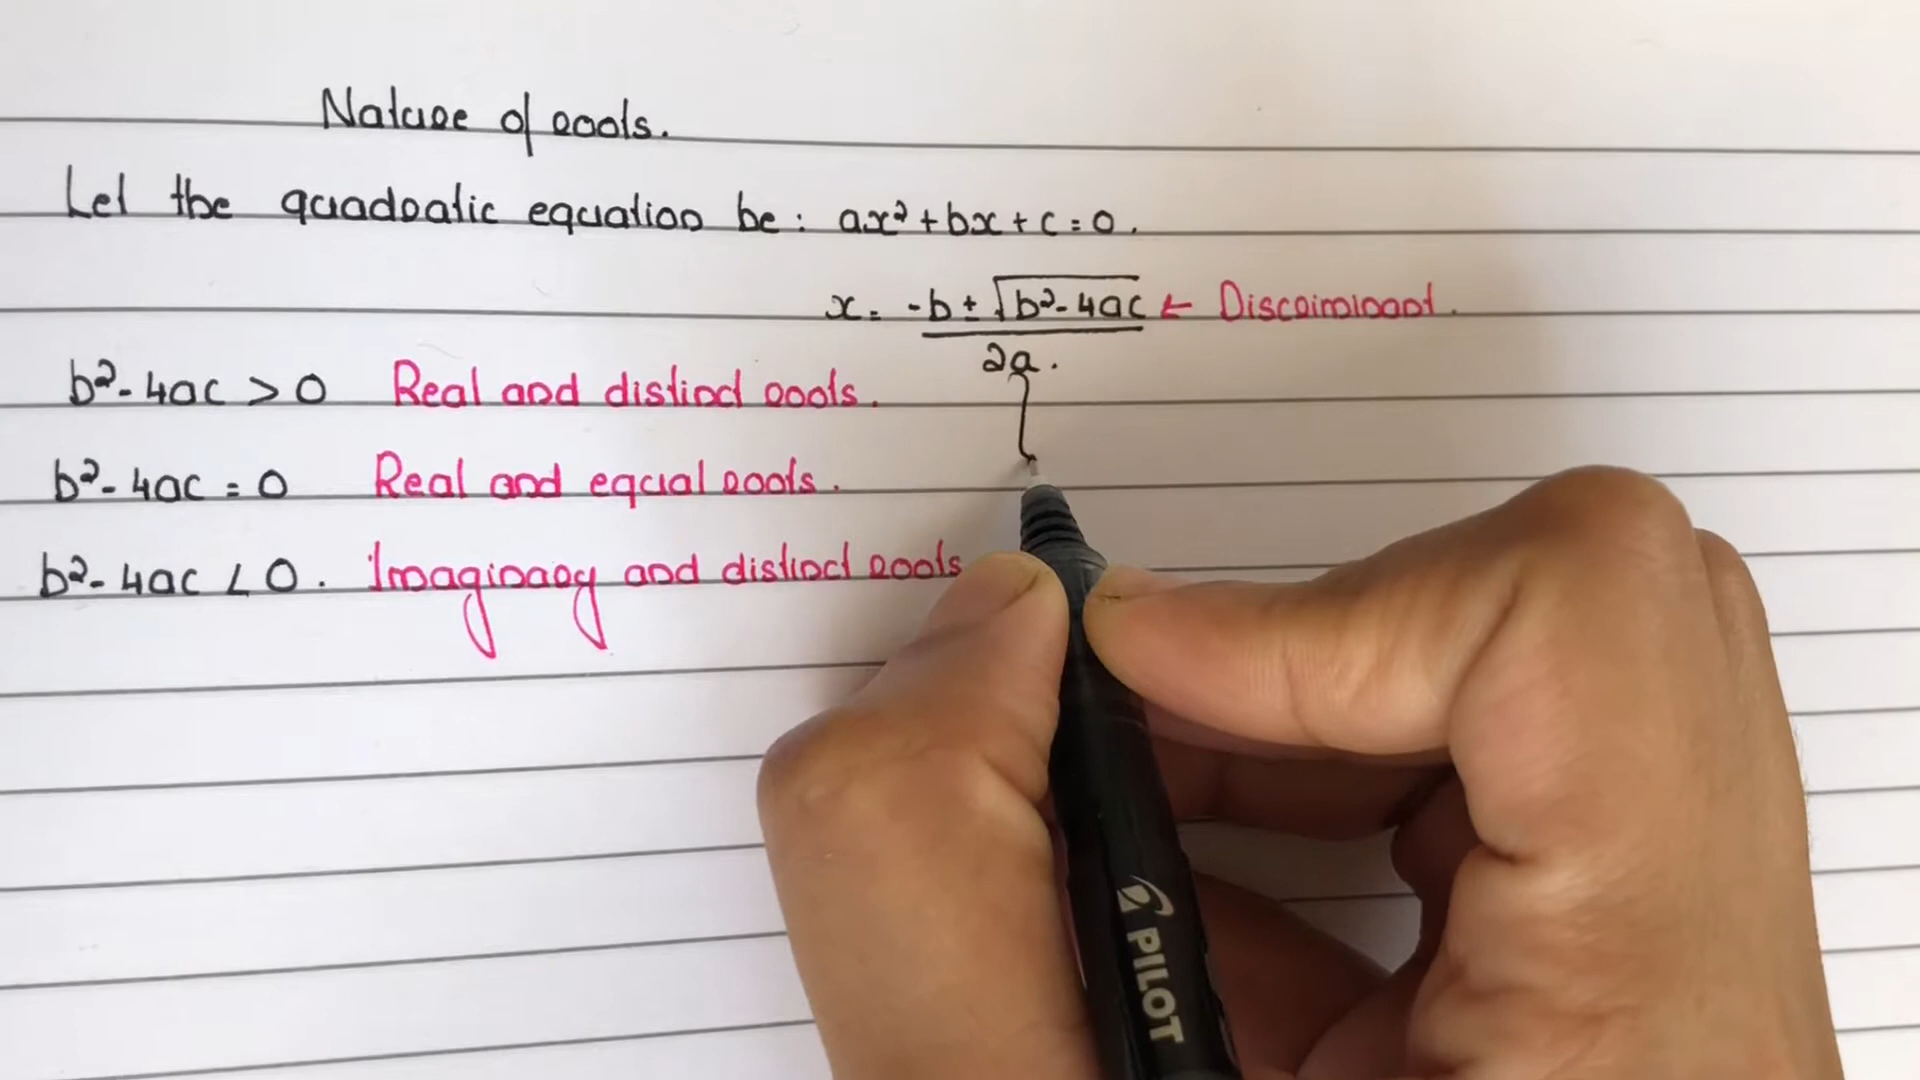 Nature of roots.
Let the quadratic equation be: ax²+bx+c=0.
x = -b ± √b²-4ac ← Discriminant.
2a.
b²-4ac > 0 Real and distinct roots.
b²-4ac = 0 Real and equal roots.
b²-4ac < 0. Imaginary and distinct roots
PILOT